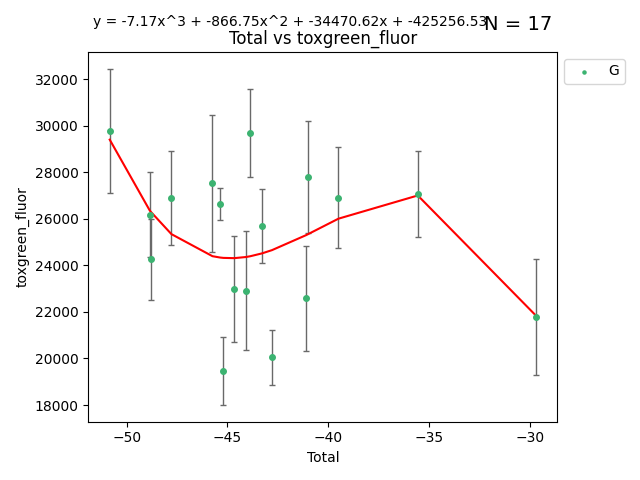 y = -7.17x^3 + -866.75x^2 + -34470.62x + -425256.53
N = 17
Total vs toxgreen_fluor
G
toxgreen_fluor
32000
30000
28000
26000
24000
22000
20000
18000
−50
−45
−40
−35
−30
Total